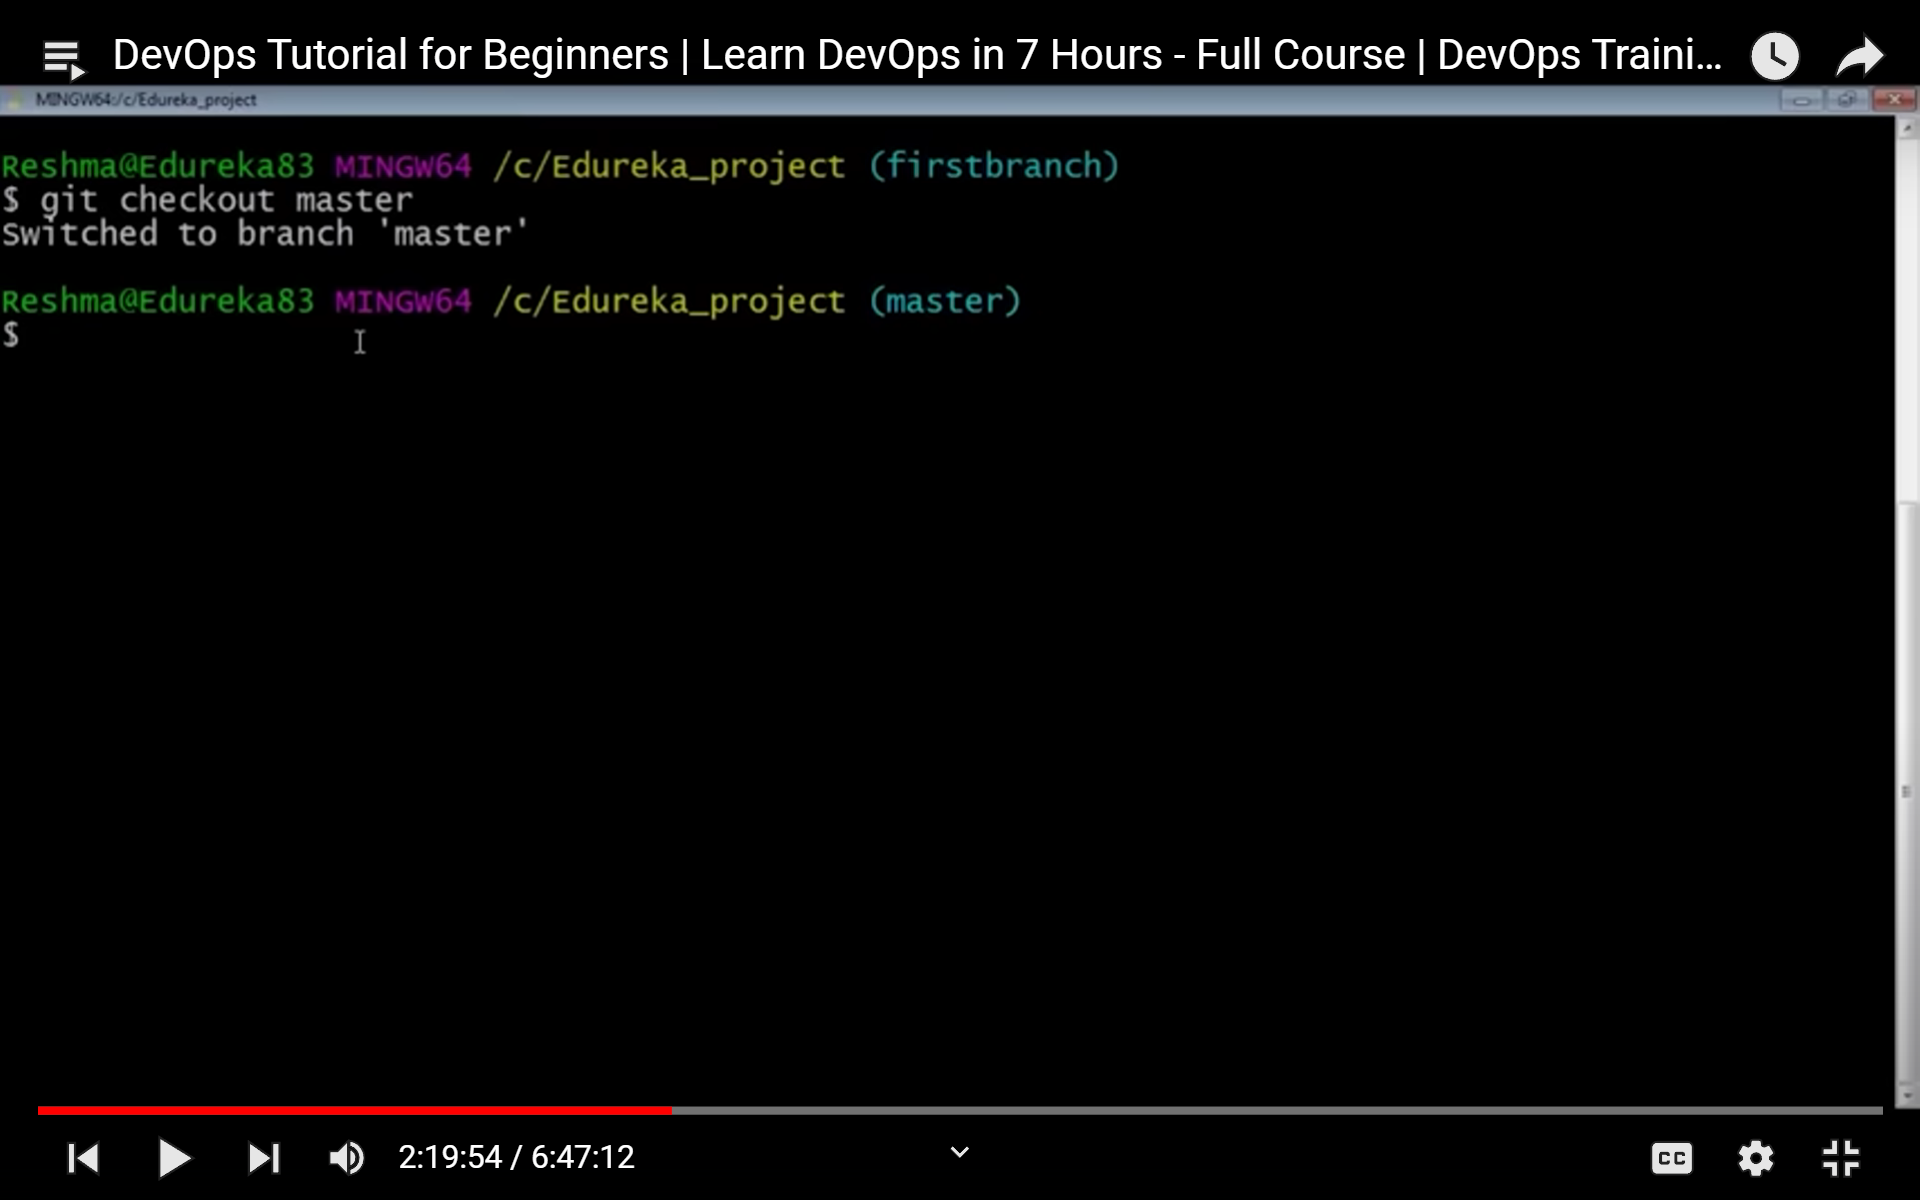 DevOps Tutorial for Beginners | Learn DevOps in 7 Hours - Full Course | DevOps Traini...
MINGW64:/c/Edureka_project
Reshma@Edureka83 MINGW64 /c/Edureka_project (firstbranch)
$ git checkout master
Switched to branch 'master'
Reshma@Edureka83 MINGW64 /c/Edureka_project (master)
$
2:19:54 / 6:47:12
CC